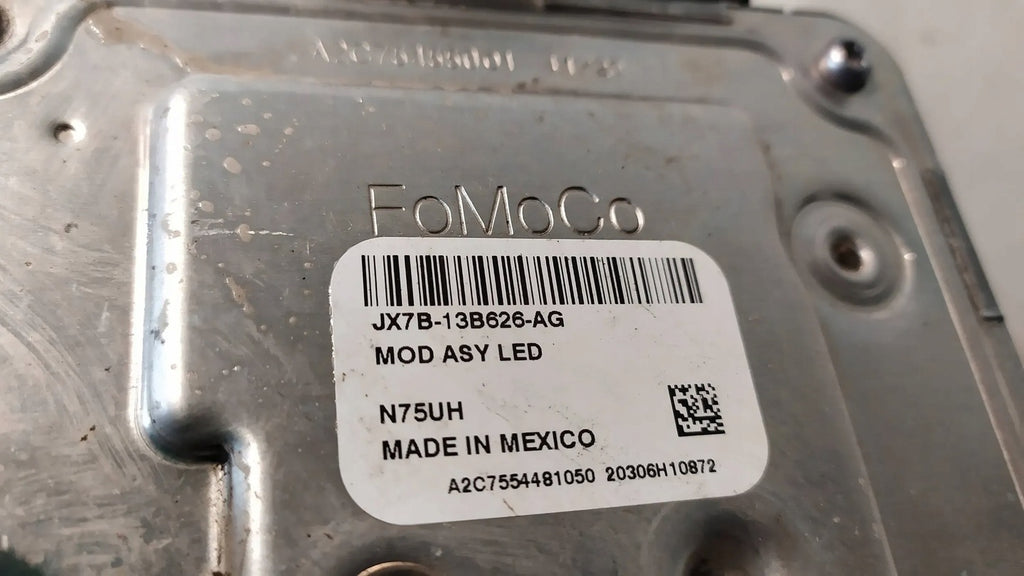 FoMoCo
JX7B-13B626-AG
MOD ASY LED
N75UH
MADE IN MEXICO
A2C7554481050 20306H10872